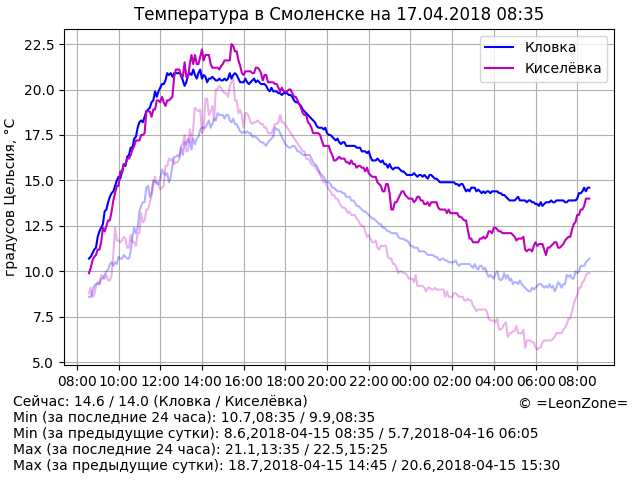 Температура в Смоленске на 17.04.2018 08:35
Кловка
Киселёвка
градусов Цельсия, °C
22.5
20.0
17.5
15.0
12.5
10.0
7.5
5.0
08:00 10:00 12:00 14:00 16:00 18:00 20:00 22:00 00:00 02:00 04:00 06:00 08:00
Сейчас: 14.6 / 14.0 (Кловка / Киселёвка)
© =LeonZone=
Min (за последние 24 часа): 10.7,08:35 / 9.9,08:35
Min (за предыдущие сутки): 8.6,2018-04-15 08:35 / 5.7,2018-04-16 06:05
Max (за последние 24 часа): 21.1,13:35 / 22.5,15:25
Max (за предыдущие сутки): 18.7,2018-04-15 14:45 / 20.6,2018-04-15 15:30